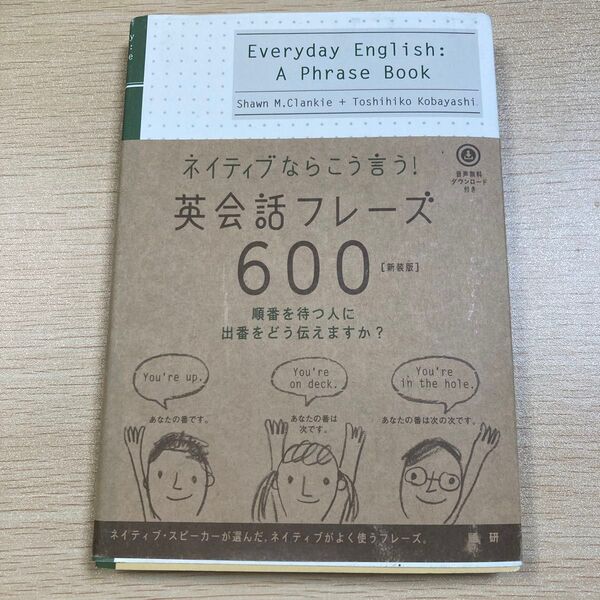 Everyday English:
A Phrase Book
Shawn M.Clankie + Toshihiko Kobayashi
ネイティブならこう言う!
音声無料
ダウンロード
付き
英会話フレーズ
600
[新装版]
順番を待つ人に
出番をどう伝えますか?
You're up.
You're
on deck.
You're
in the hole.
あなたの番です。
あなたの番は
次です。
あなたの番は次の次です。
ネイティブ・スピーカーが選んだ、ネイティブがよく使うフレーズ。
研